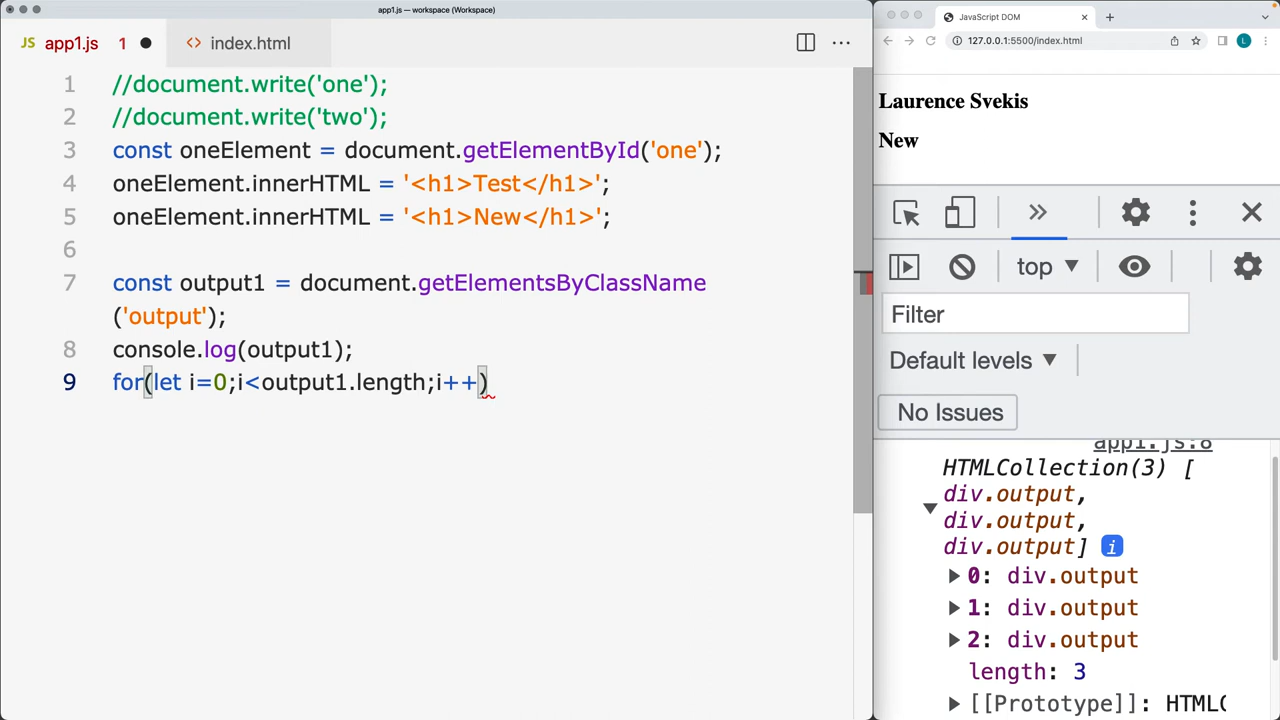 app1.js — workspace (Workspace)
JS app1.js 1 ● <> index.html ...
1 //document.write('one');
2 //document.write('two');
3 const oneElement = document.getElementById('one');
4 oneElement.innerHTML = '<h1>Test</h1>';
5 oneElement.innerHTML = '<h1>New</h1>';
6
7 const output1 = document.getElementsByClassName
('output');
8 console.log(output1);
9 for(let i=0;i<output1.length;i++)
JavaScript DOM
127.0.0.1:5500/index.html L
Laurence Svekis
New
top ▼
Filter
Default levels ▼
No Issues
app1.js:8
HTMLCollection(3) [
div.output,
div.output,
div.output] i
0: div.output
1: div.output
2: div.output
length: 3
[[Prototype]]: HTMLC